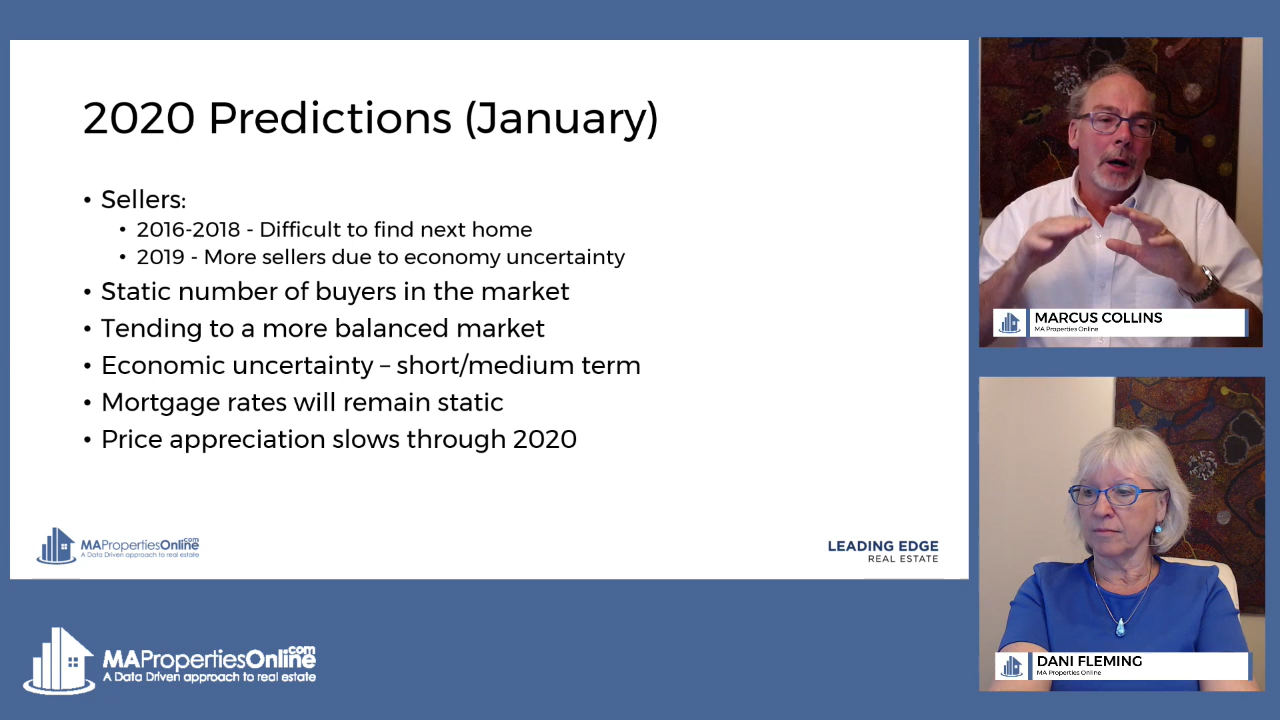 2020 Predictions (January)
• Sellers:
• 2016-2018 - Difficult to find next home
• 2019 - More sellers due to economy uncertainty
• Static number of buyers in the market
• Tending to a more balanced market
• Economic uncertainty – short/medium term
• Mortgage rates will remain static
• Price appreciation slows through 2020
MAPropertiesOnline.com
A Data Driven approach to real estate
LEADING EDGE
REAL ESTATE
MARCUS COLLINS
MA Properties Online
DANI FLEMING
MA Properties Online
MAPropertiesOnline.com
A Data Driven approach to real estate